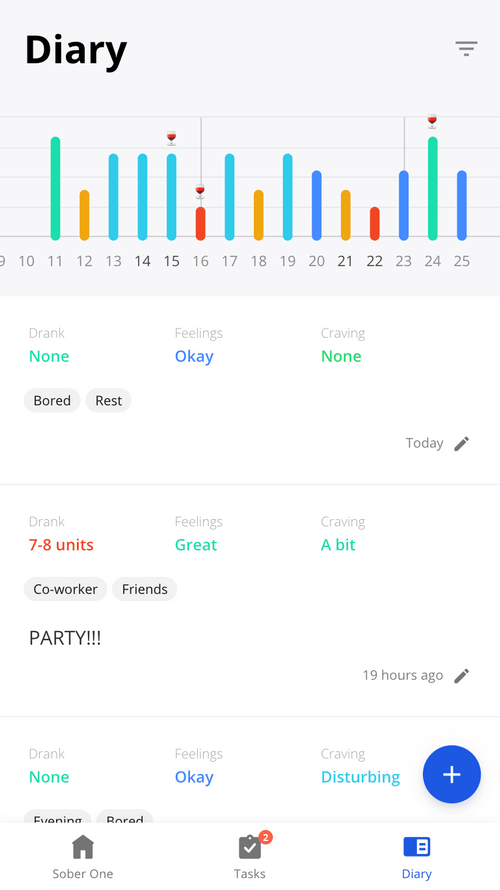 Diary
9 10 11 12 13 14 15 16 17 18 19 20 21 22 23 24 25
Drank Feelings Craving
None Okay None
Bored Rest
Today
Drank Feelings Craving
7-8 units Great A bit
Co-worker Friends
PARTY!!!
19 hours ago
Drank Feelings Craving
None Okay Disturbing
Evening Bored
2
Sober One Tasks Diary